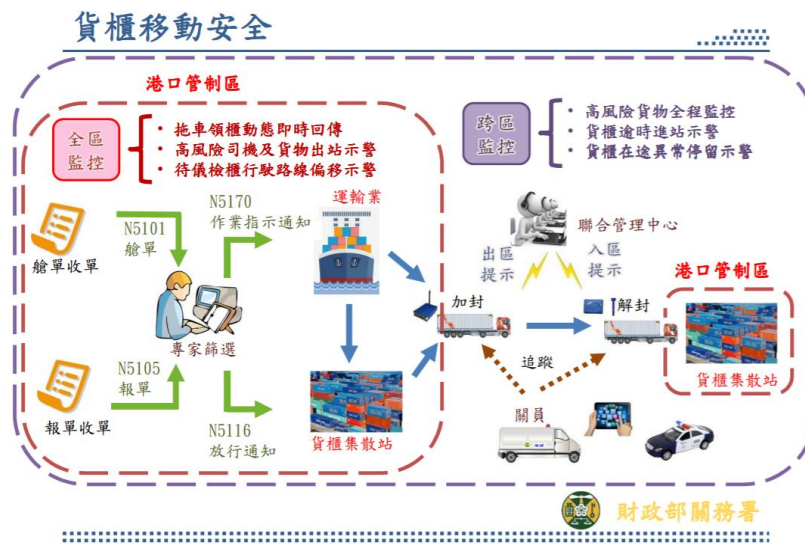 貨櫃移動安全
港口管制區
全區
監控
• 拖車領櫃動態即時回傳
• 高風險司機及貨物出站示警
• 待儀檢櫃行駛路線偏移示警
跨區
監控
• 高風險貨物全程監控
• 貨櫃逾時進站示警
• 貨櫃在途異常停留示警
N5101
艙單
艙單收單
N5170
作業指示通知
運輸業
聯合管理中心
出區
提示
入區
提示
港口管制區
加封
解封
專家篩選
N5105
報單
報單收單
N5116
放行通知
貨櫃集散站
追蹤
關員
貨櫃集散站
財政部關務署